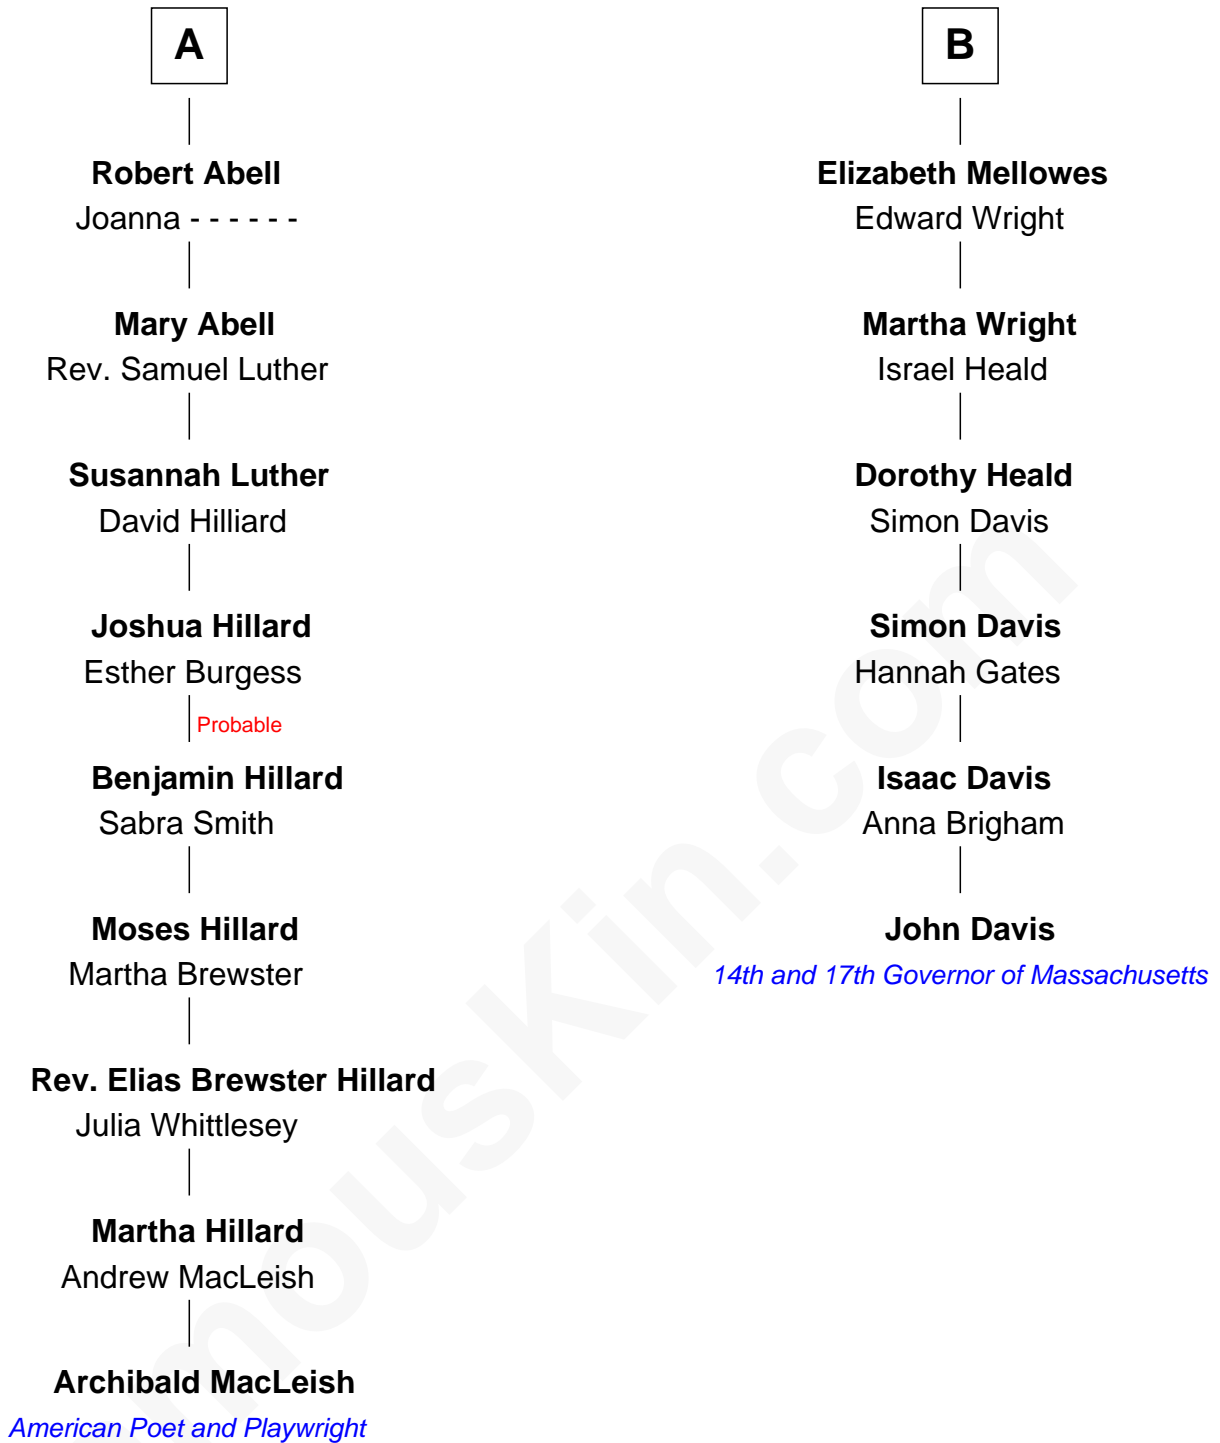 A
Robert Abell
Joanna - - - - - -
Mary Abell
Rev. Samuel Luther
Susannah Luther
David Hilliard
Joshua Hillard
Esther Burgess
Probable
Benjamin Hillard
Sabra Smith
Moses Hillard
Martha Brewster
Rev. Elias Brewster Hillard
Julia Whittlesey
Martha Hillard
Andrew MacLeish
Archibald MacLeish
American Poet and Playwright
B
Elizabeth Mellowes
Edward Wright
Martha Wright
Israel Heald
Dorothy Heald
Simon Davis
Simon Davis
Hannah Gates
Isaac Davis
Anna Brigham
John Davis
14th and 17th Governor of Massachusetts
mousKin.com